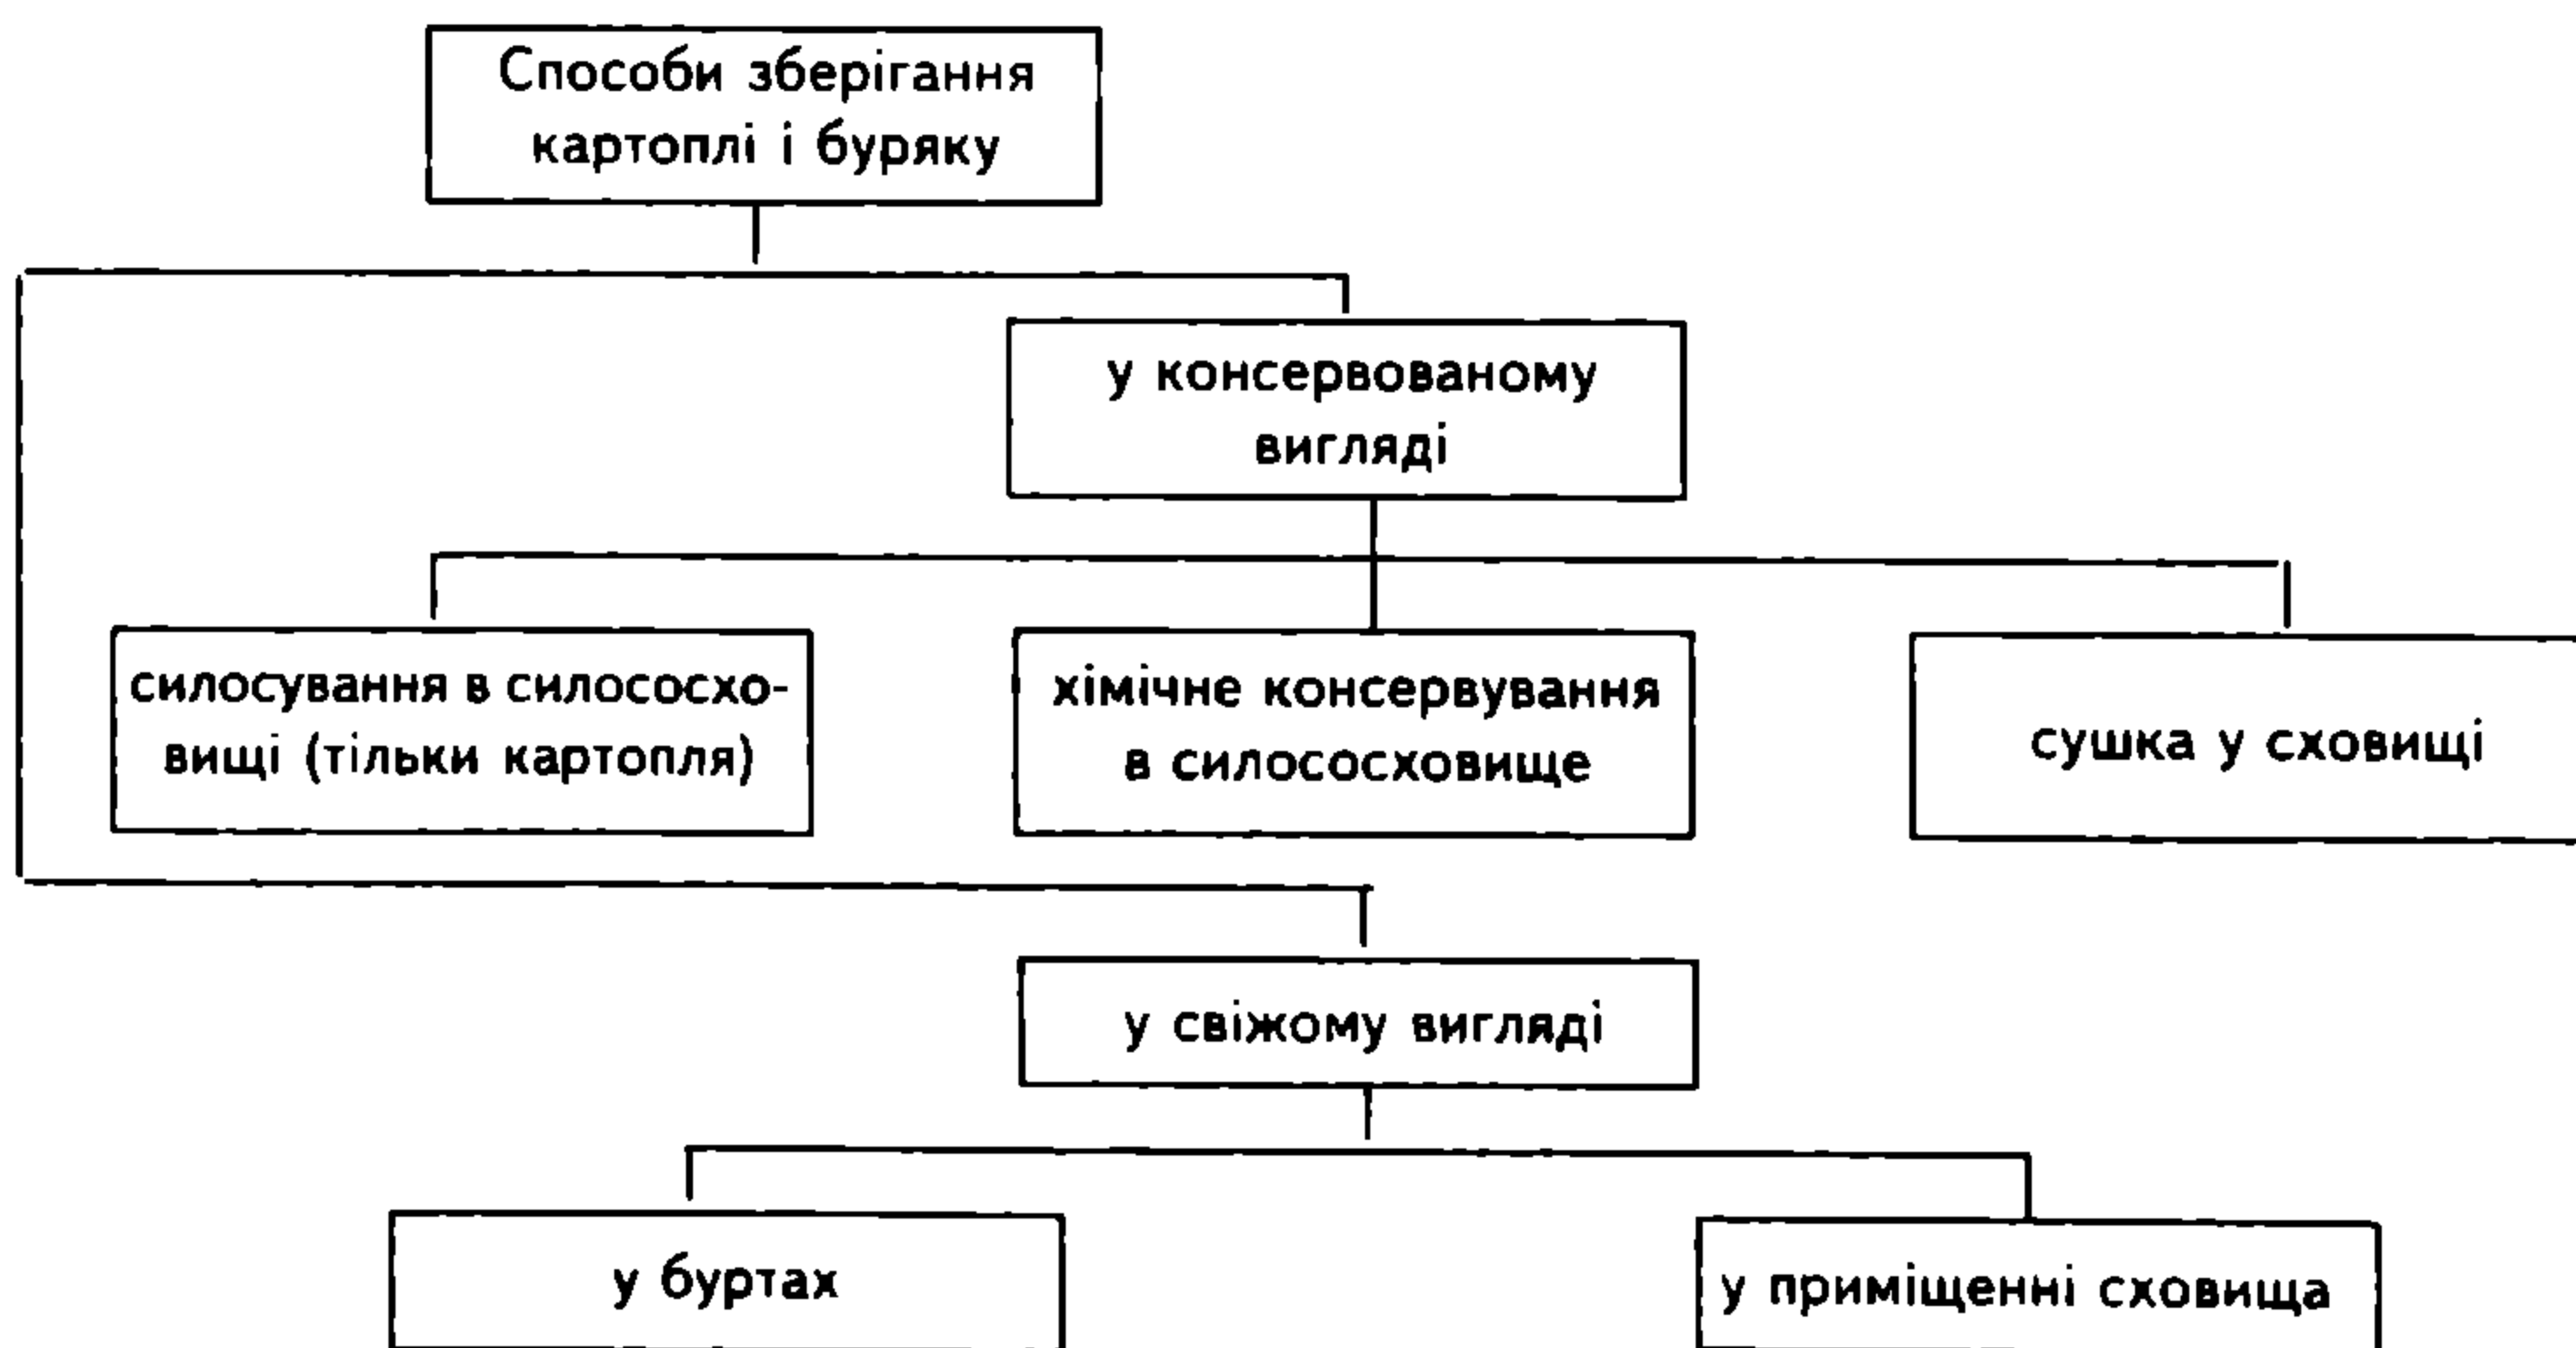 Способи зберігання
картоплі і буряку
у консервованому
вигляді
силосування в силососхо-
вищі (тільки картопля)
хімічне консервування
в силососховище
сушка у сховищі
у свіжому вигляді
у буртах
у приміщенні сховища